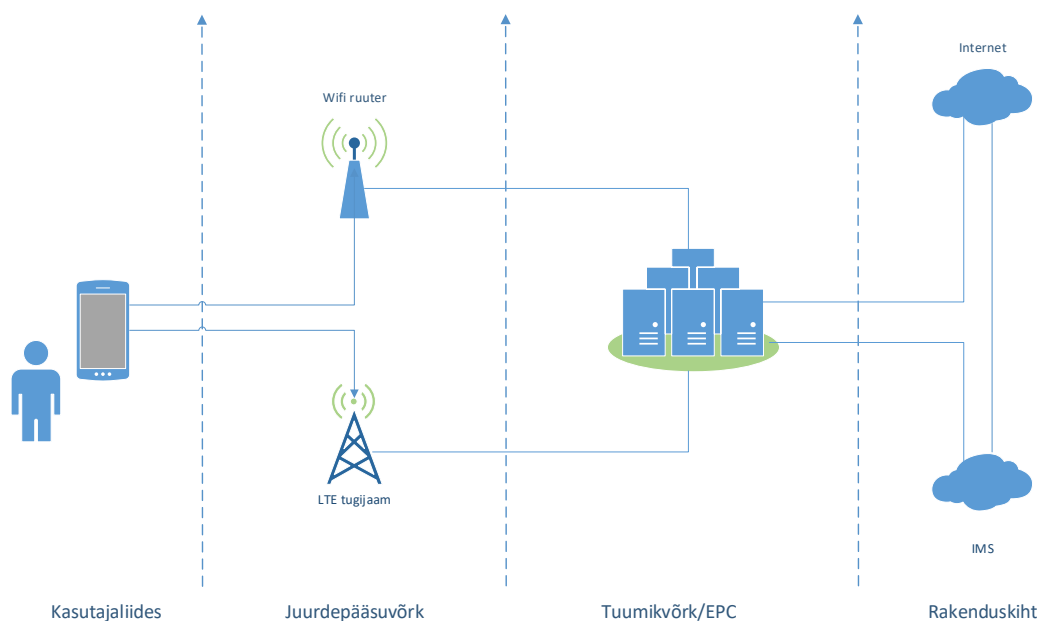 Internet
Wifi ruuter
LTE tugijaam
IMS
Kasutajaliides
Juurdepääsuvõrk
Tuumikvõrk/EPC
Rakenduskiht